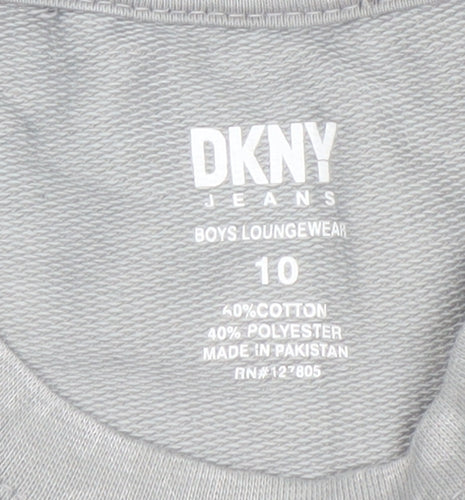 DKNY
JEANS
BOYS LOUNGEWEAR
10
60%COTTON
40% POLYESTER
MADE IN PAKISTAN
RN#127805